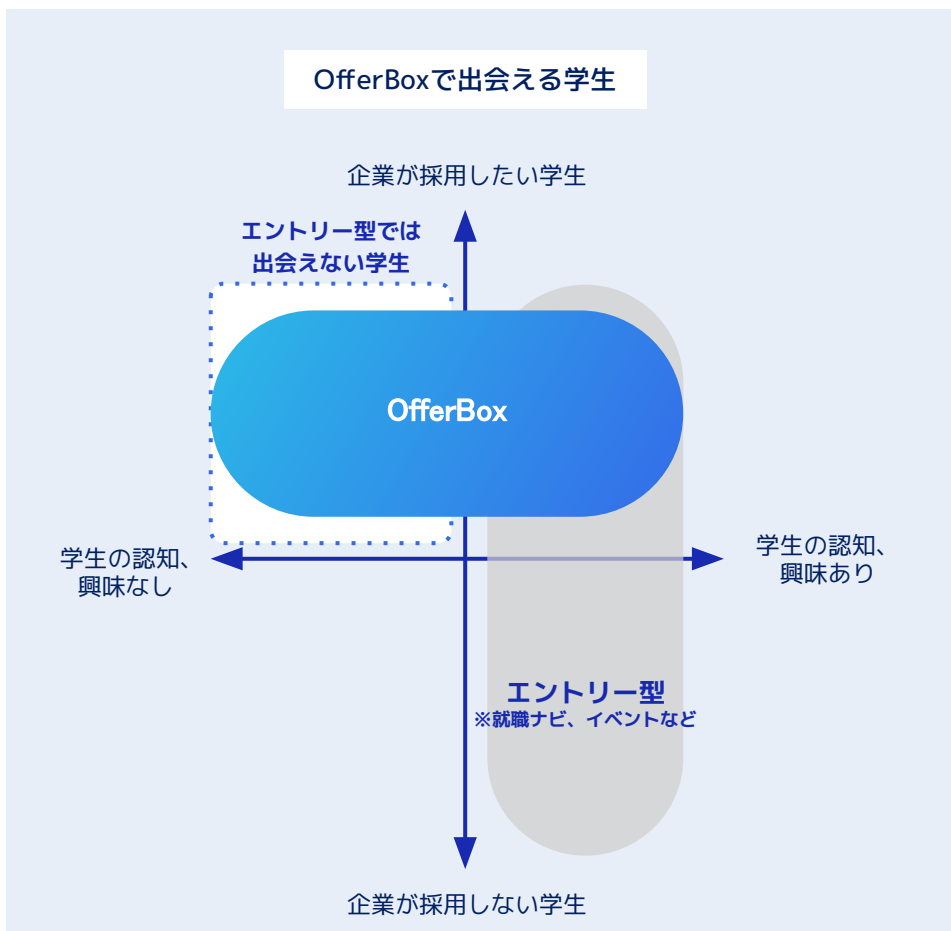 OfferBoxで出会える学生
企業が採用したい学生
エントリー型では
出会えない学生
OfferBox
学生の認知、
興味なし
学生の認知、
興味あり
エントリー型
※就職ナビ、イベントなど
企業が採用しない学生